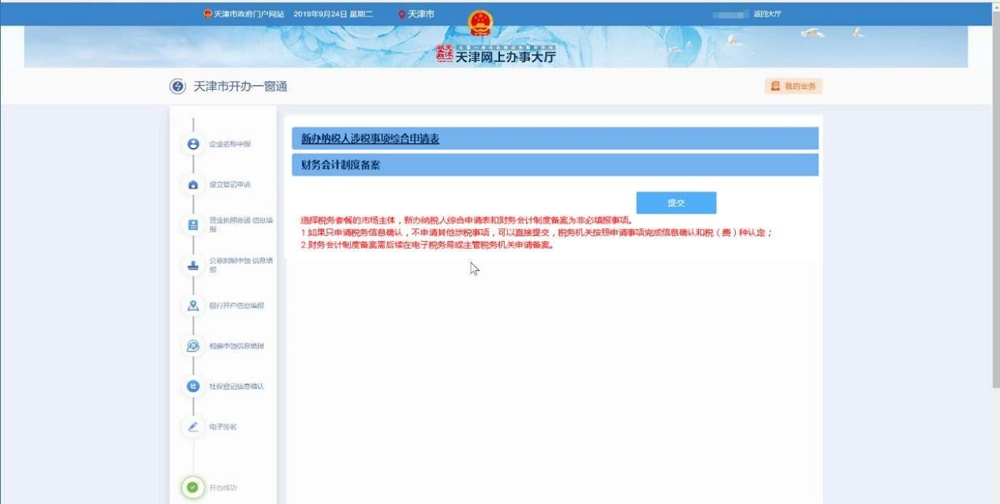 天津市政府门户网站 2019年9月24日 星期二 天津市 返回大厅
天津网上办事大厅
天津市开办一窗通 我的业务
企业名称申报
设立登记申请
营业执照寄递 信息填
报
公章刻制申领 信息填
报
银行开户信息填报
税票申领信息填报
社保登记信息确认
电子签名
开办成功
新办纳税人涉税事项综合申请表
财务会计制度备案
提交
选择税务套餐的市场主体，新办纳税人综合申请表和财务会计制度备案为非必填报事项。
1.如果只申请税务信息确认，不申请其他涉税事项，可以直接提交，税务机关按照申请事项完成信息确认和税（费）种认定；
2.财务会计制度备案需后续在电子税务局或主管税务机关申请备案。